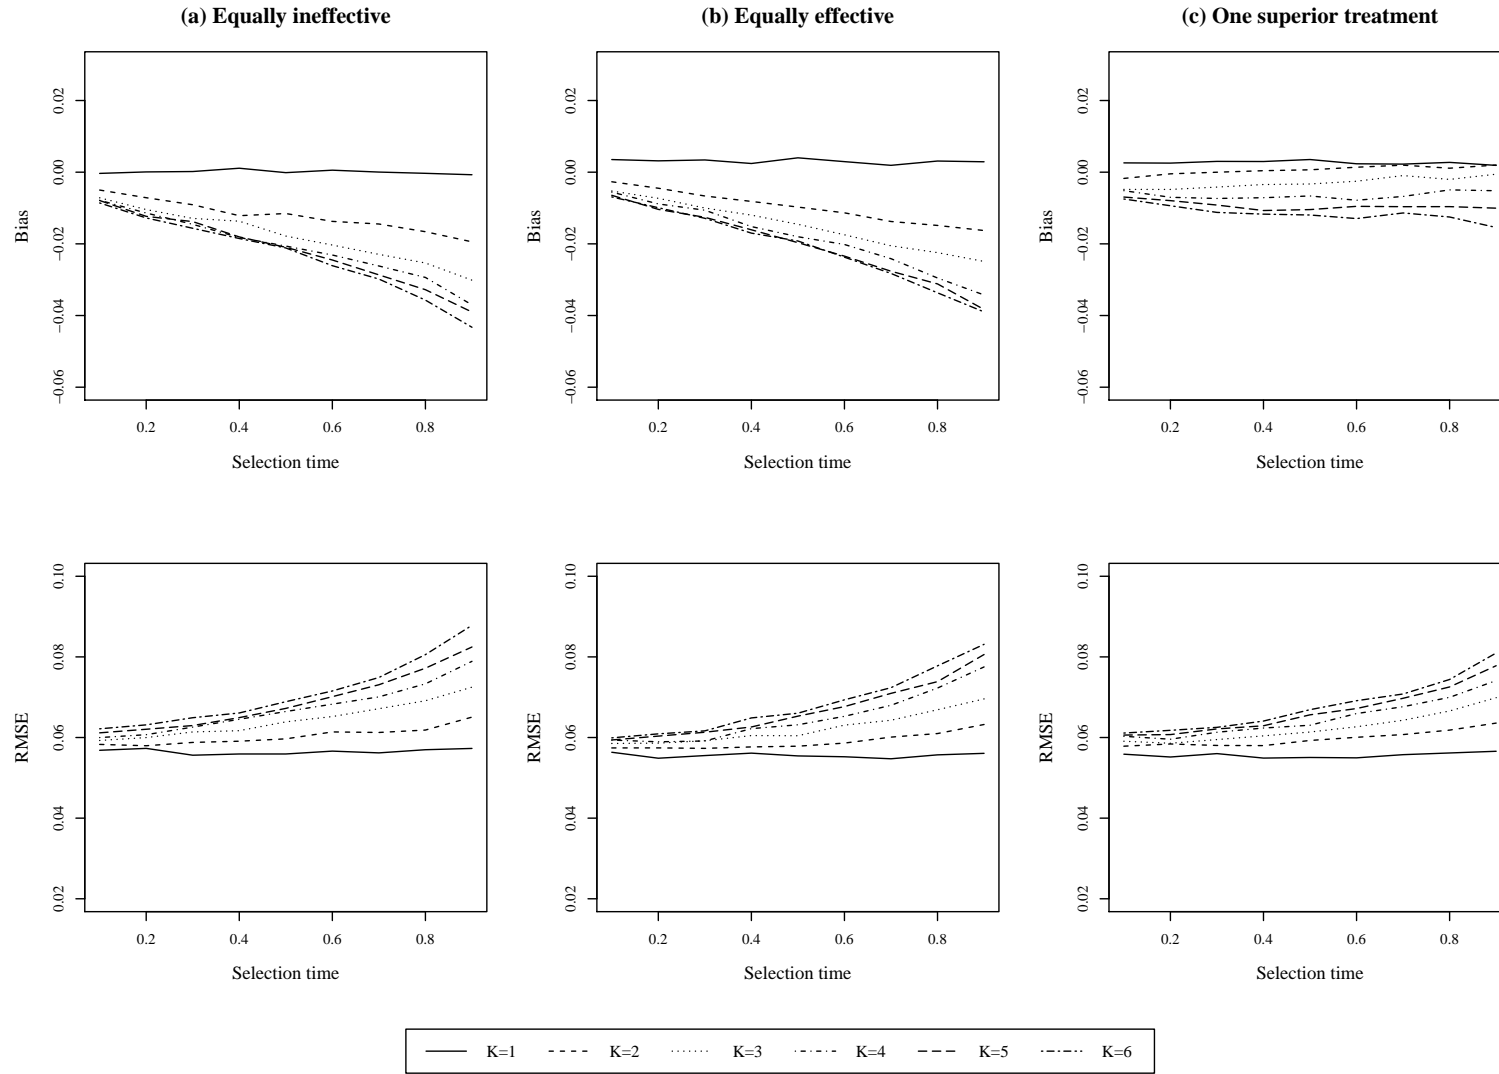 (a) Equally ineffective
(b) Equally effective
(c) One superior treatment
Bias
0.02
0.00
−0.02
−0.04
−0.06
0.2 0.4 0.6 0.8
Selection time
Bias
0.02
0.00
−0.02
−0.04
−0.06
0.2 0.4 0.6 0.8
Selection time
Bias
0.02
0.00
−0.02
−0.04
−0.06
0.2 0.4 0.6 0.8
Selection time
RMSE
0.10
0.08
0.06
0.04
0.02
0.2 0.4 0.6 0.8
Selection time
RMSE
0.10
0.08
0.06
0.04
0.02
0.2 0.4 0.6 0.8
Selection time
RMSE
0.10
0.08
0.06
0.04
0.02
0.2 0.4 0.6 0.8
Selection time
K=1 K=2 K=3 K=4 K=5 K=6